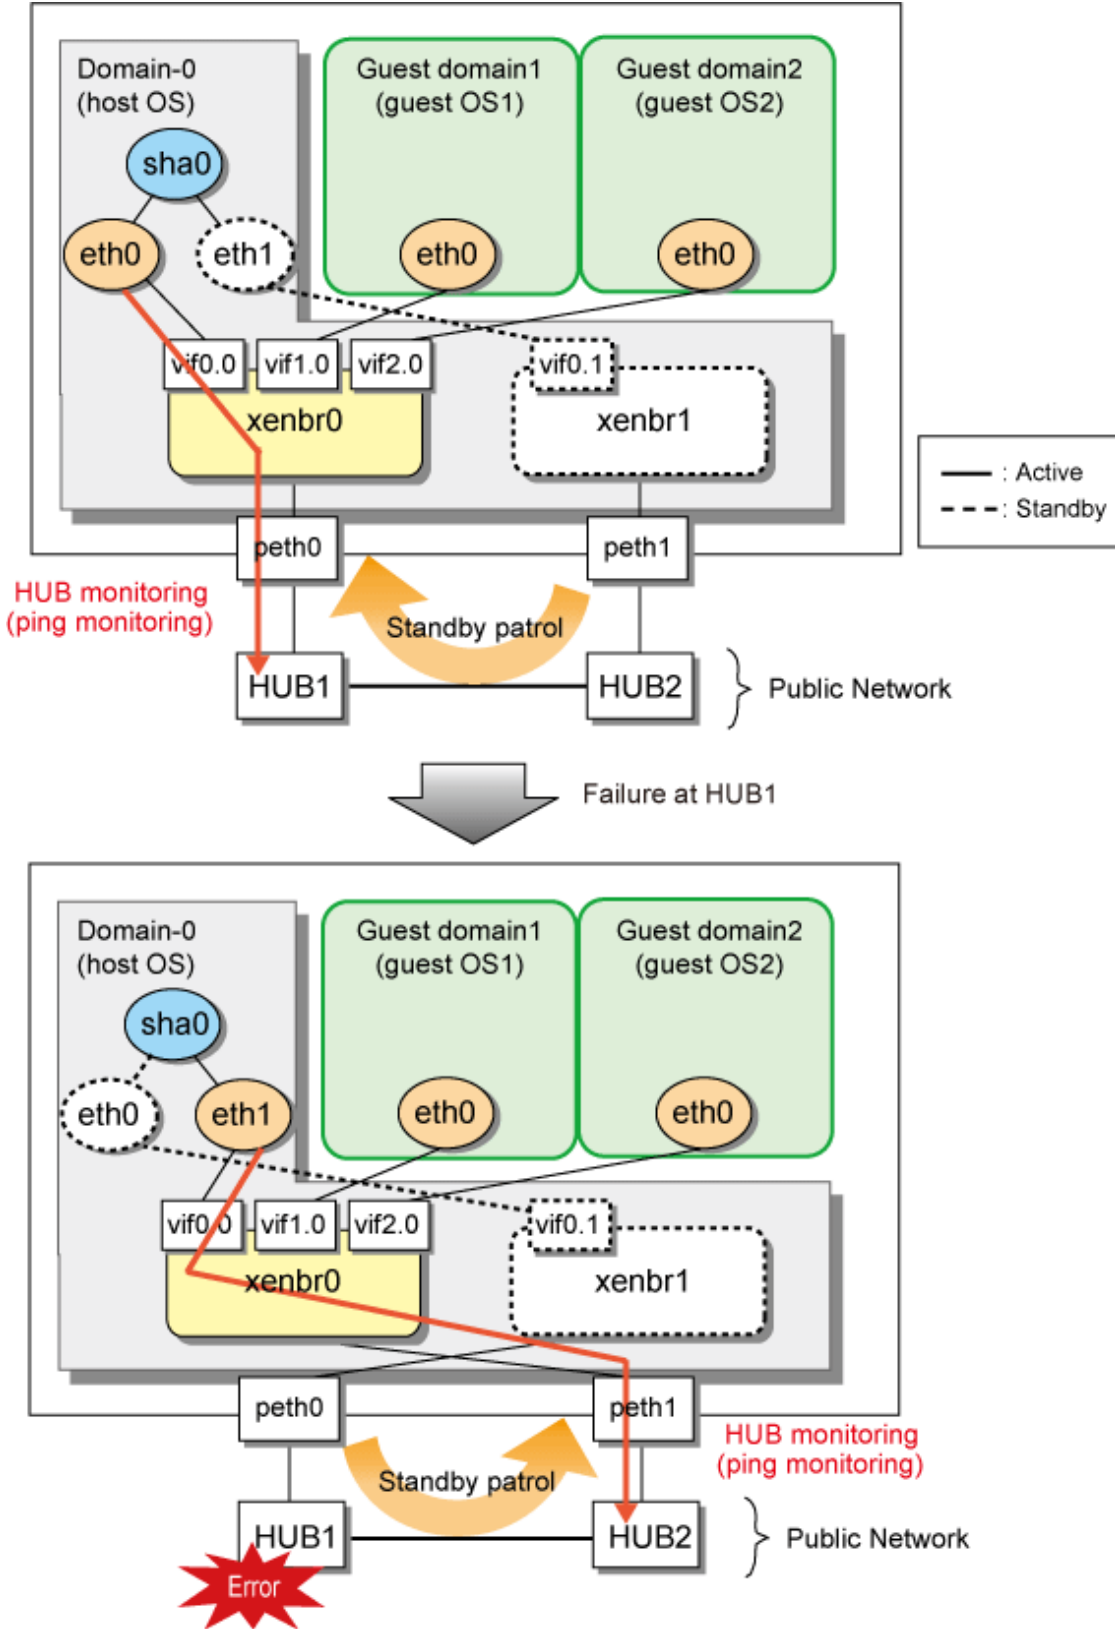 Domain-0
(host OS)
Guest domain1
(guest OS1)
Guest domain2
(guest OS2)
sha0
eth0
eth1
eth0
eth0
vif0.0
vif1.0
vif2.0
vif0.1
xenbr0
xenbr1
: Active
: Standby
peth0
peth1
HUB monitoring
(ping monitoring)
Standby patrol
HUB1
HUB2
Public Network
Failure at HUB1
Domain-0
(host OS)
Guest domain1
(guest OS1)
Guest domain2
(guest OS2)
sha0
eth0
eth1
eth0
eth0
vif0.0
vif1.0
vif2.0
vif0.1
xenbr0
xenbr1
peth0
peth1
HUB monitoring
(ping monitoring)
Standby patrol
HUB1
HUB2
Public Network
Error